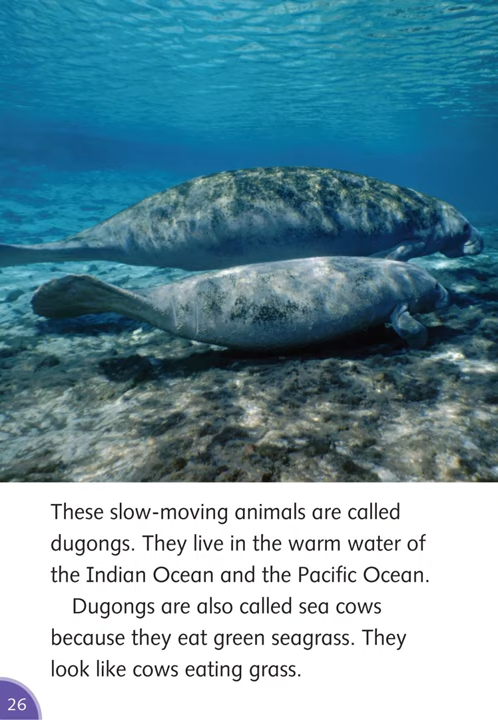 These slow-moving animals are called
dugongs. They live in the warm water of
the Indian Ocean and the Pacific Ocean.
Dugongs are also called sea cows
because they eat green seagrass. They
look like cows eating grass.
26